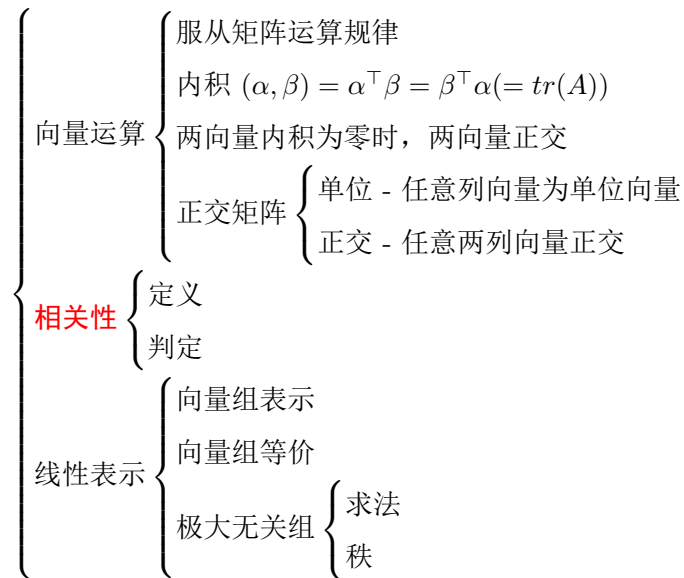 服从矩阵运算规律
内积 (α, β) = α⊤β = β⊤α(= tr(A))
向量运算
两向量内积为零时，两向量正交
单位 - 任意列向量为单位向量
正交矩阵
正交 - 任意两列向量正交
定义
相关性
判定
向量组表示
向量组等价
线性表示
求法
极大无关组
秩